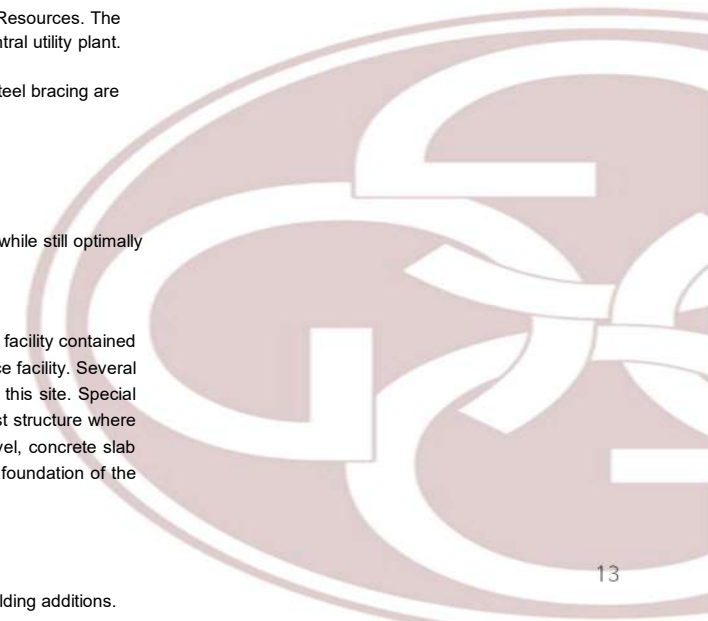 Resources. The
ntral utility plant.
teel bracing are
while still optimally
facility contained
ce facility. Several
this site. Special
st structure where
vel, concrete slab
foundation of the
13
lding additions.